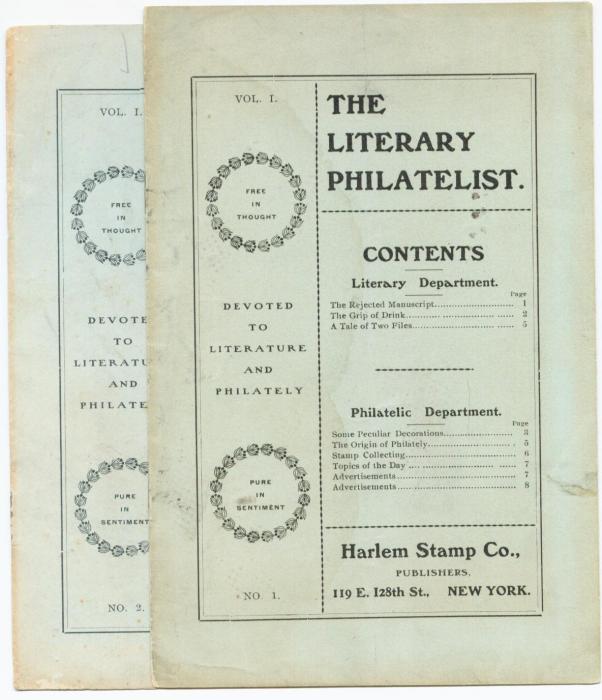 VOL. I.
FREE
IN
THOUGHT
DEVOTE
TO
LITERATU
AND
PHILATE
PURE
IN
SENTIMENT
NO. 2.
VOL. I.
FREE
IN
THOUGHT
DEVOTED
TO
LITERATURE
AND
PHILATELY
PURE
IN
SENTIMENT
NO. 1.
THE
LITERARY
PHILATELIST.
CONTENTS
Literary Department.
Page
The Rejected Manuscript............................ 1
The Grip of Drink........... .................. ...... 2
A Tale of Two Files............................ ...... 5
Philatelic Department.
Page
Some Peculiar Decorations........................ 3
The Origin of Philately.............................. . 5
Stamp Collecting...................................... 6
Topics of the Day .... ........................ ...... 7
Advertisements......................................... 7
Advertisements.... ............................ ...... 8
Harlem Stamp Co.,
PUBLISHERS,
119 E. 128th St., NEW YORK.